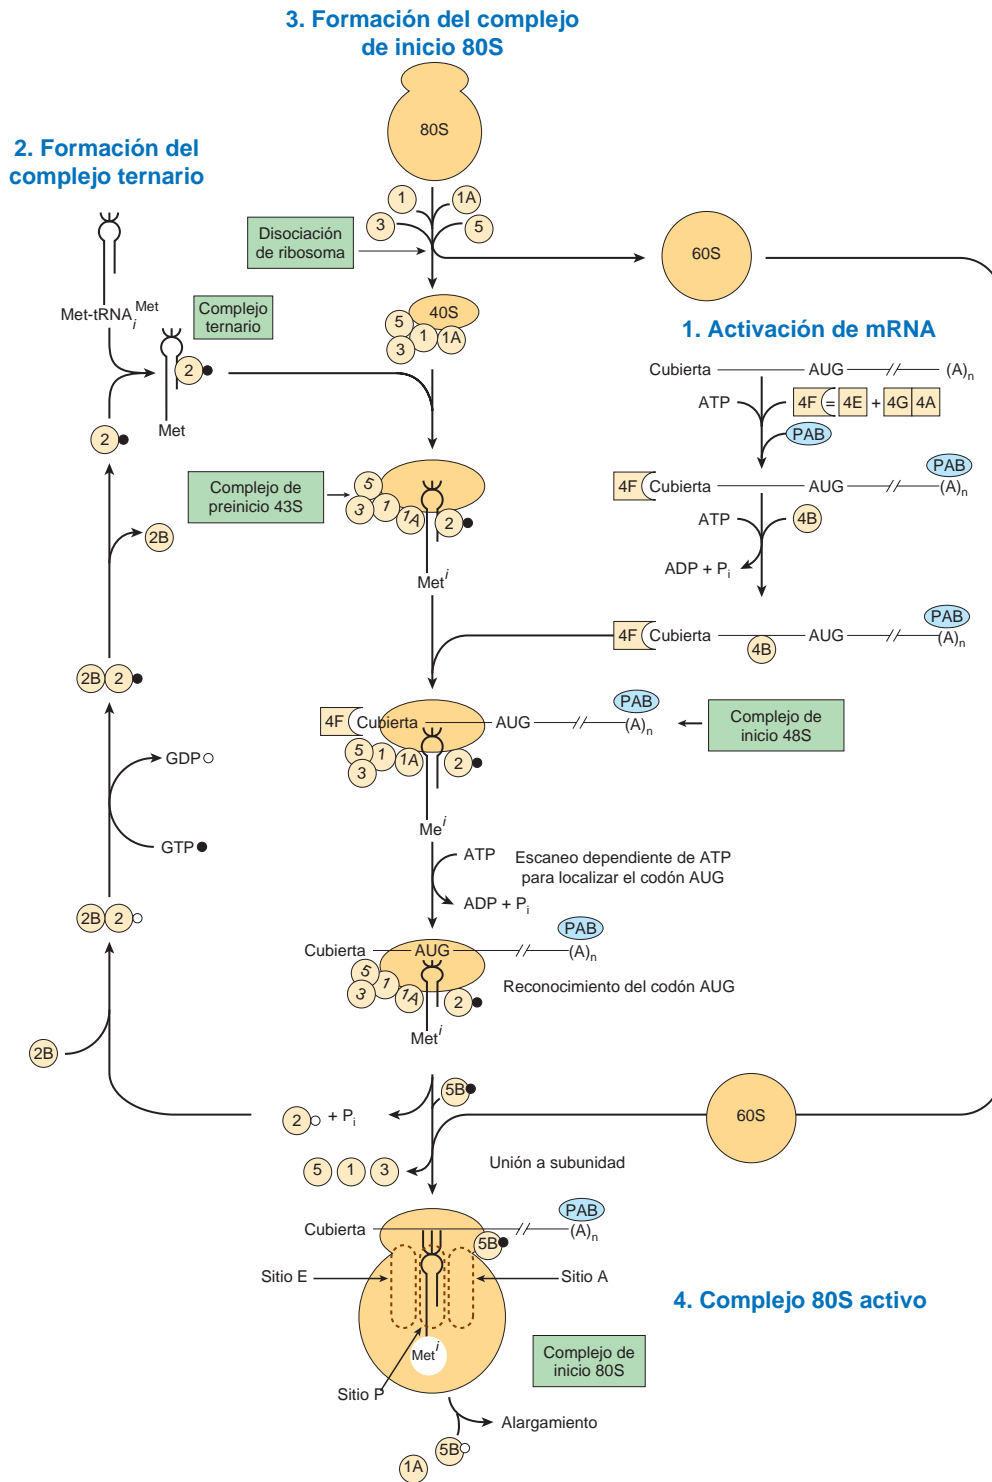 3. Formación del complejo
de inicio 80S
80S
2. Formación del
complejo ternario
1
1A
3
5
Disociación
de ribosoma
60S
Met-tRNA i Met
Complejo
ternario
40S
5
1
1A
3
1. Activación de mRNA
2
Met
Cubierta AUG (A)n
ATP
4F = 4E + 4G 4A
PAB
2
PAB
4F Cubierta AUG (A)n
Complejo de
preinicio 43S
5
3
1
1A
2
ATP
4B
2B
ADP + Pi
Met i
PAB
4F Cubierta AUG (A)n
4B
2B 2
PAB
4F Cubierta AUG (A)n
Complejo de
inicio 48S
5
1
1A
2
3
GDP
GTP
Me i
ATP
Escaneo dependiente de ATP
para localizar el codón AUG
ADP + Pi
2B 2
PAB
Cubierta AUG (A)n
5
1
3
1A
2
Reconocimiento del codón AUG
Met i
2B
5B
2 + Pi
60S
5 1 3
Unión a subunidad
PAB
Cubierta (A)n
5B
Sitio E
Sitio A
4. Complejo 80S activo
Met i
Complejo de
inicio 80S
Sitio P
Alargamiento
5B
1A